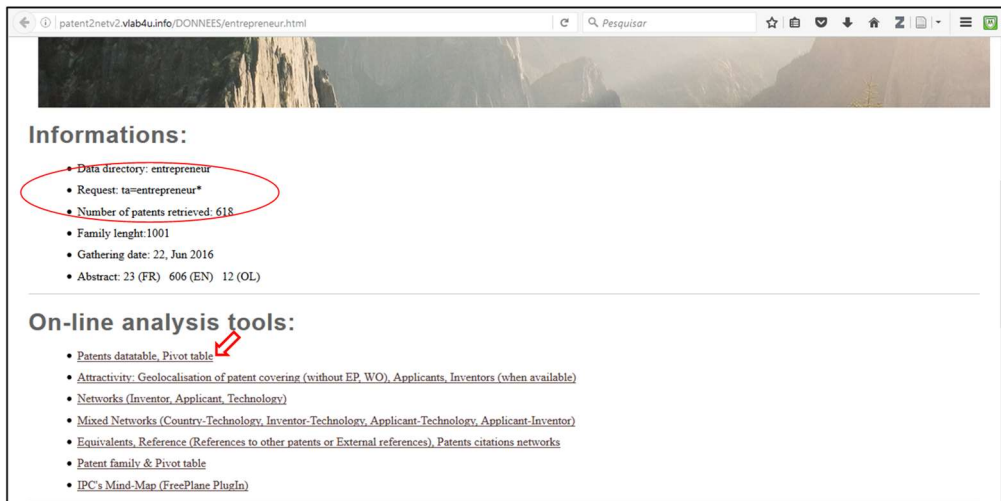 patent2netv2.vlab4u.info/DONNEES/entrepreneur.html
Pesquisar
Informations:
Data directory: entrepreneur
Request: ta=entrepreneur*
Number of patents retrieved: 618
Family lenght:1001
Gathering date: 22, Jun 2016
Abstract: 23 (FR) 606 (EN) 12 (OL)
On-line analysis tools:
Patents datatable, Pivot table
Attractivity: Geolocalisation of patent covering (without EP, WO), Applicants, Inventors (when available)
Networks (Inventor, Applicant, Technology)
Mixed Networks (Country-Technology, Inventor-Technology, Applicant-Technology, Applicant-Inventor)
Equivalents, Reference (References to other patents or External references), Patents citations networks
Patent family & Pivot table
IPC's Mind-Map (FreePlane PlugIn)